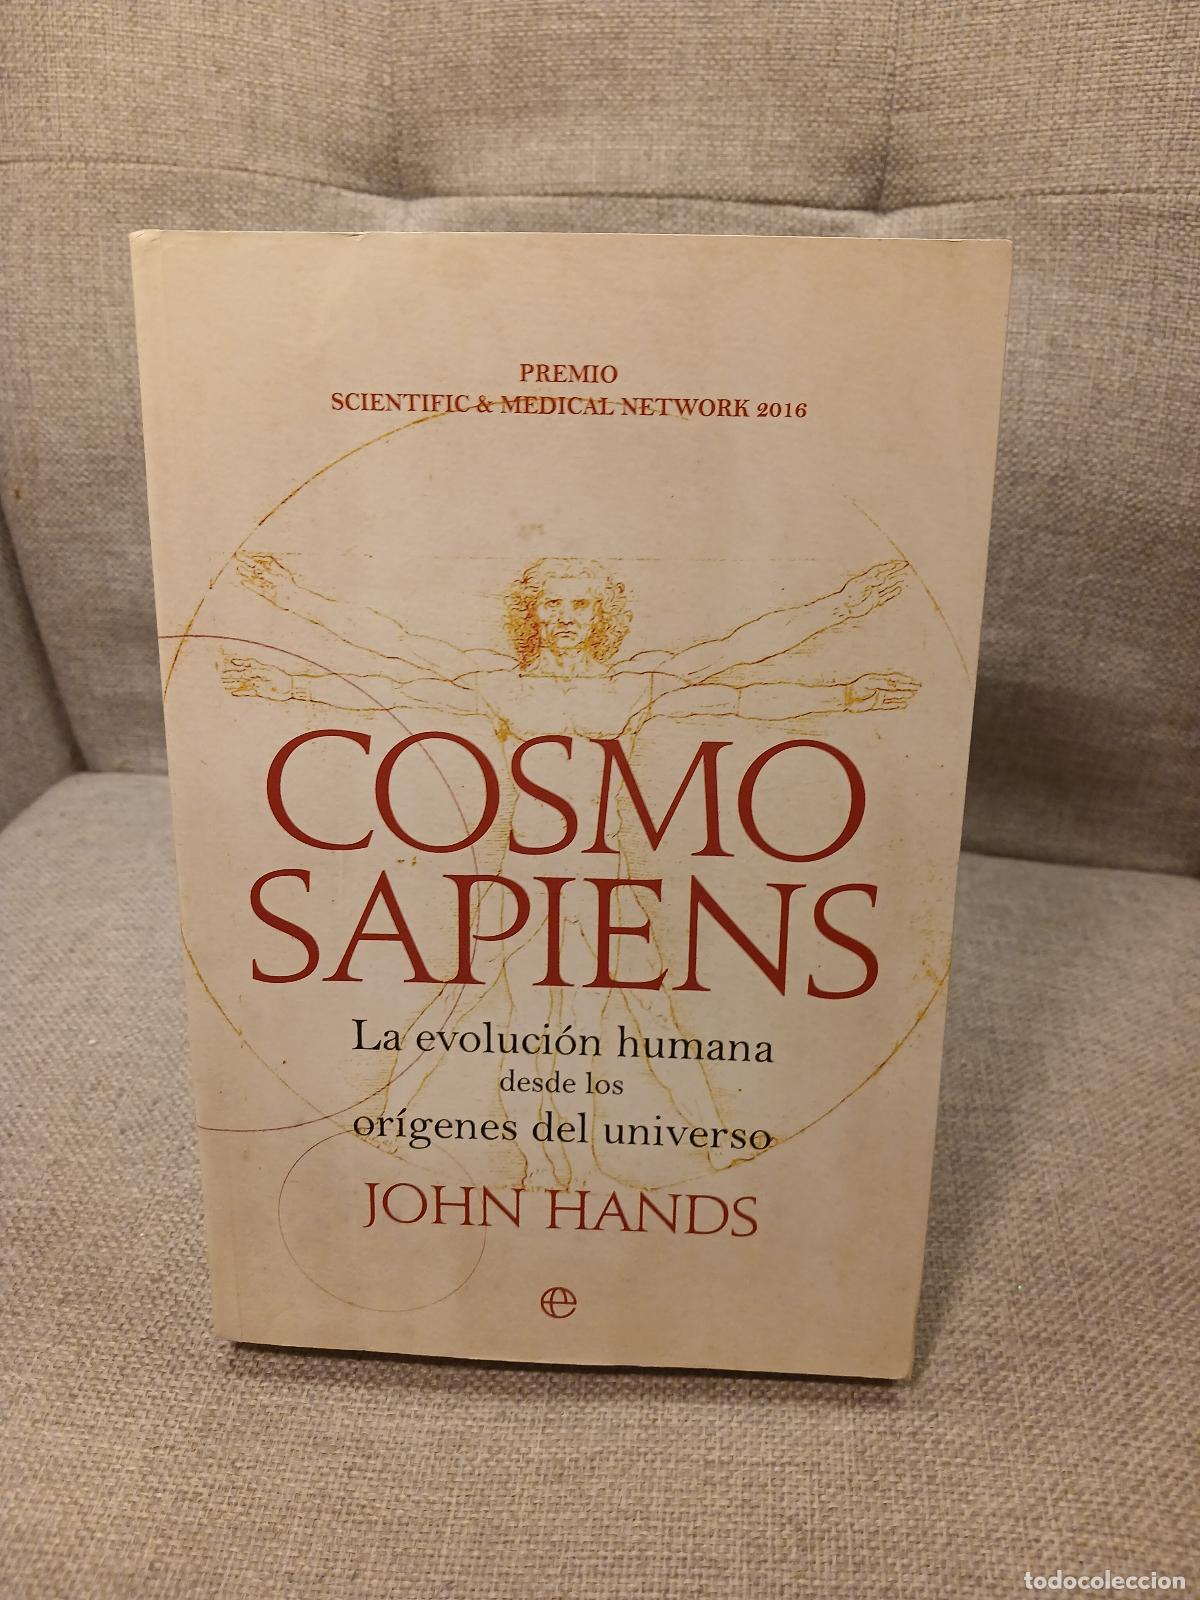 PREMIO
SCIENTIFIC & MEDICAL NETWORK 2016
COSMO
SAPIENS
La evolución humana
desde los
orígenes del universo
JOHN HANDS
e
todocoleccion